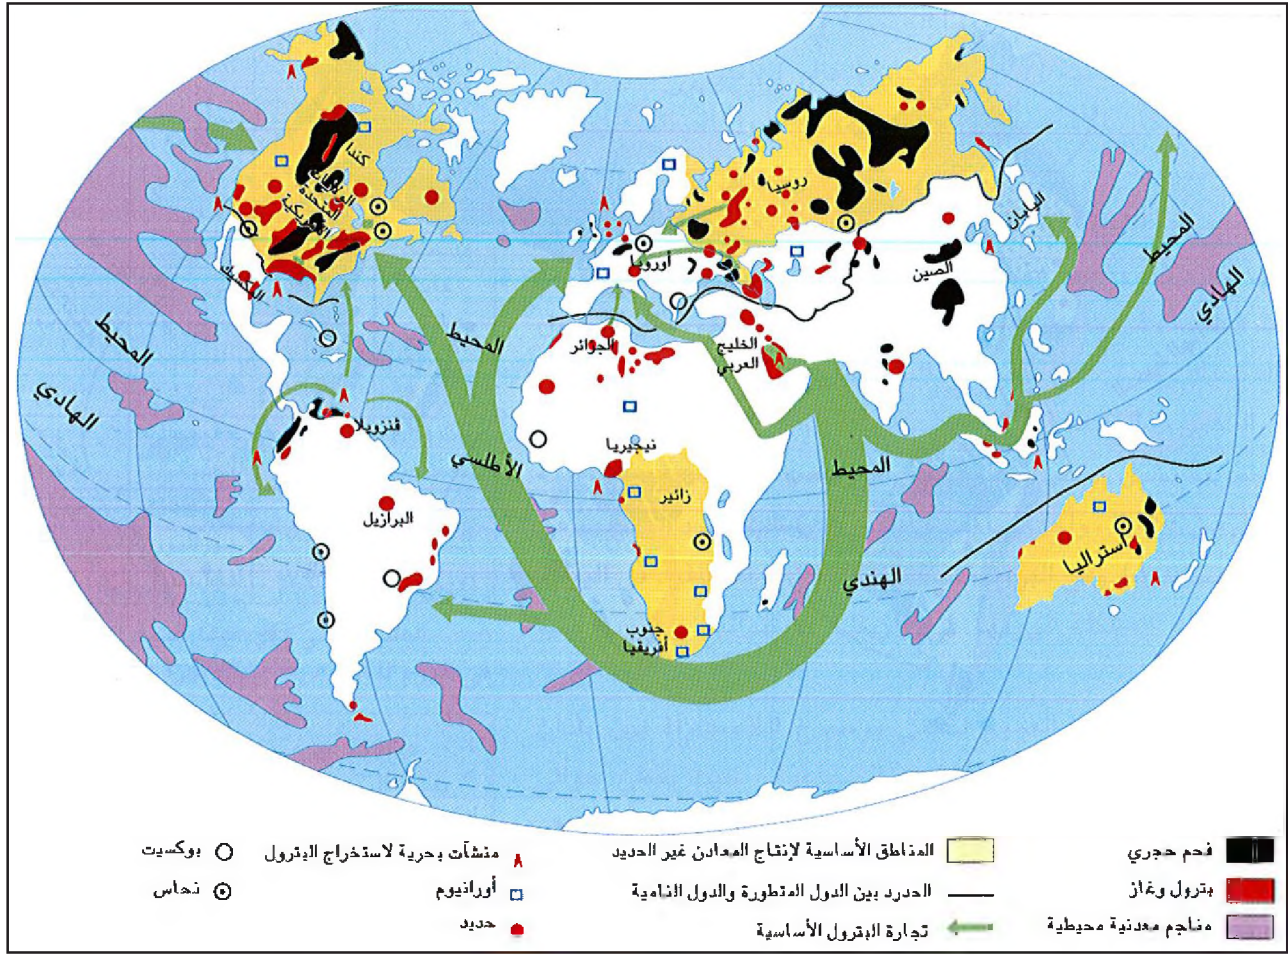 كندا
الولايات
المتحدة
الأمريكية
المكسيك
المحيط
الهادي
المحيط
الأطلسي
فنزويلا
البرازيل
أوروبا
روسيا
الجزائر
نيجيريا
زائير
جنوب
أفريقيا
الخليج
العربي
الصين
اليابان
المحيط
الهادي
المحيط
الهندي
استراليا
فحم حجري
بترول وغاز
مناجم معدنية محيطية
المناطق الأساسية لإنتاج المعادن غير الحديد
الحدرد بين الدول المتطورة والدول النامية
تجارة البترول الأساسية
منشآت بحرية لاستخراج البترول
أورانيوم
حديد
بوكسيت
نحاس